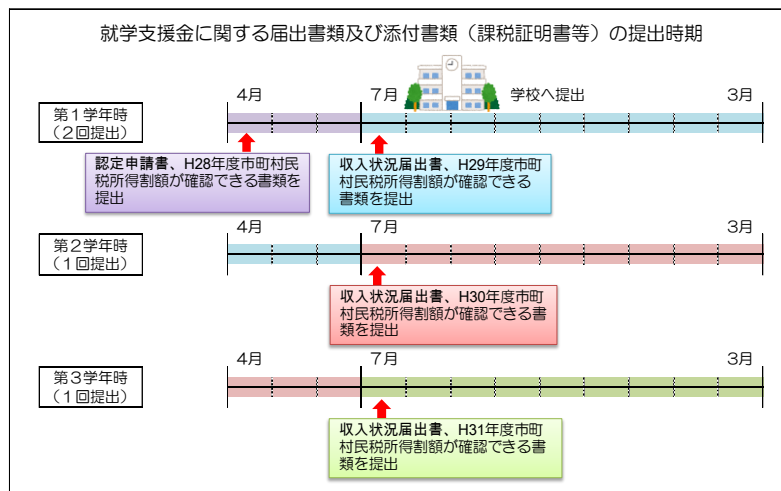 就学支援金に関する届出書類及び添付書類（課税証明書等）の提出時期
4月
7月
学校へ提出
3月
第1学年時
（2回提出）
認定申請書、H28年度市町村民
税所得割額が確認できる書類を
提出
収入状況届出書、H29年度市町
村民税所得割額が確認できる
書類を提出
4月
7月
3月
第2学年時
（1回提出）
収入状況届出書、H30年度市町
村民税所得割額が確認できる書
類を提出
4月
7月
3月
第3学年時
（1回提出）
収入状況届出書、H31年度市町
村民税所得割額が確認できる書
類を提出